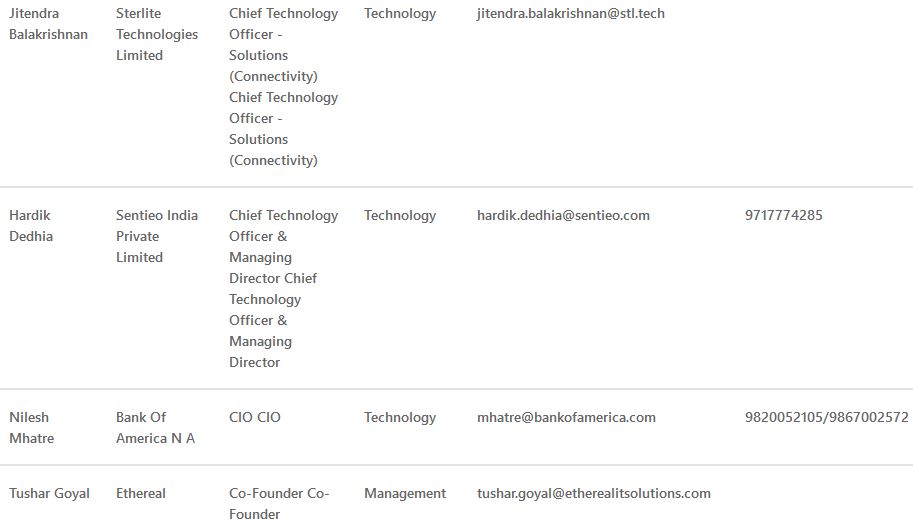 Jitendra Balakrishnan
Sterlite Technologies Limited
Chief Technology Officer - Solutions (Connectivity) Chief Technology Officer - Solutions (Connectivity)
Technology
jitendra.balakrishnan@stl.tech
Hardik Dedhia
Sentieo India Private Limited
Chief Technology Officer & Managing Director Chief Technology Officer & Managing Director
Technology
hardik.dedhia@sentieo.com
9717774285
Nilesh Mhatre
Bank Of America N A
CIO CIO
Technology
mhatre@bankofamerica.com
9820052105/9867002572
Tushar Goyal
Ethereal
Co-Founder Co-Founder
Management
tushar.goyal@etherealitsolutions.com